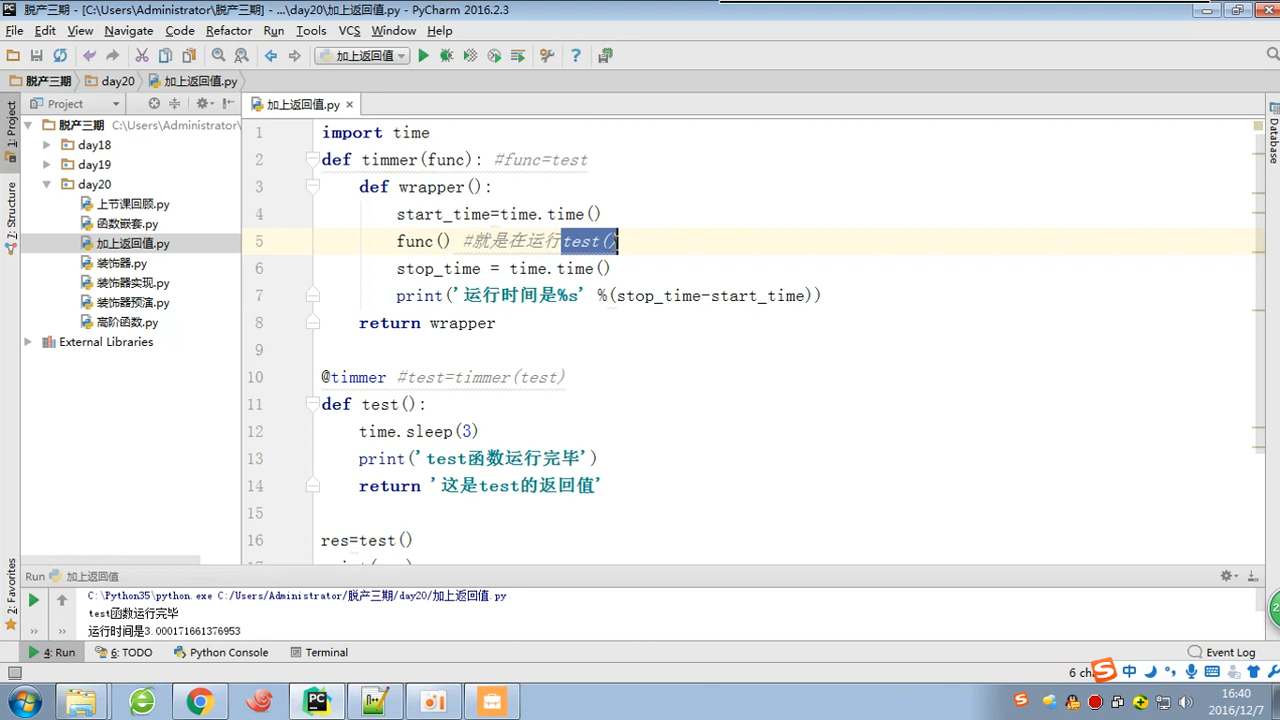 脱产三期 - [C:\Users\Administrator\脱产三期] - ...\day20\加上返回值.py - PyCharm 2016.2.3
File Edit View Navigate Code Refactor Run Tools VCS Window Help
加上返回值
脱产三期 day20 加上返回值.py
Project
加上返回值.py
1: Project
Structure
2: Favorites
Database
脱产三期 C:\Users\Administrator\
day18
day19
day20
上节课回顾.py
函数嵌套.py
加上返回值.py
装饰器.py
装饰器实现.py
装饰器预演.py
高阶函数.py
External Libraries
1 import time
2 def timmer(func): #func=test
3 def wrapper():
4 start_time=time.time()
5 func() #就是在运行test()
6 stop_time = time.time()
7 print('运行时间是%s' %(stop_time-start_time))
8 return wrapper
9
10 @timmer #test=timmer(test)
11 def test():
12 time.sleep(3)
13 print('test函数运行完毕')
14 return '这是test的返回值'
15
16 res=test()
Run 加上返回值
C:\Python35\python.exe C:/Users/Administrator/脱产三期/day20/加上返回值.py
test函数运行完毕
运行时间是3.000171661376953
4: Run 6: TODO Python Console Terminal Event Log
6 ch
中
16:40
2016/12/7